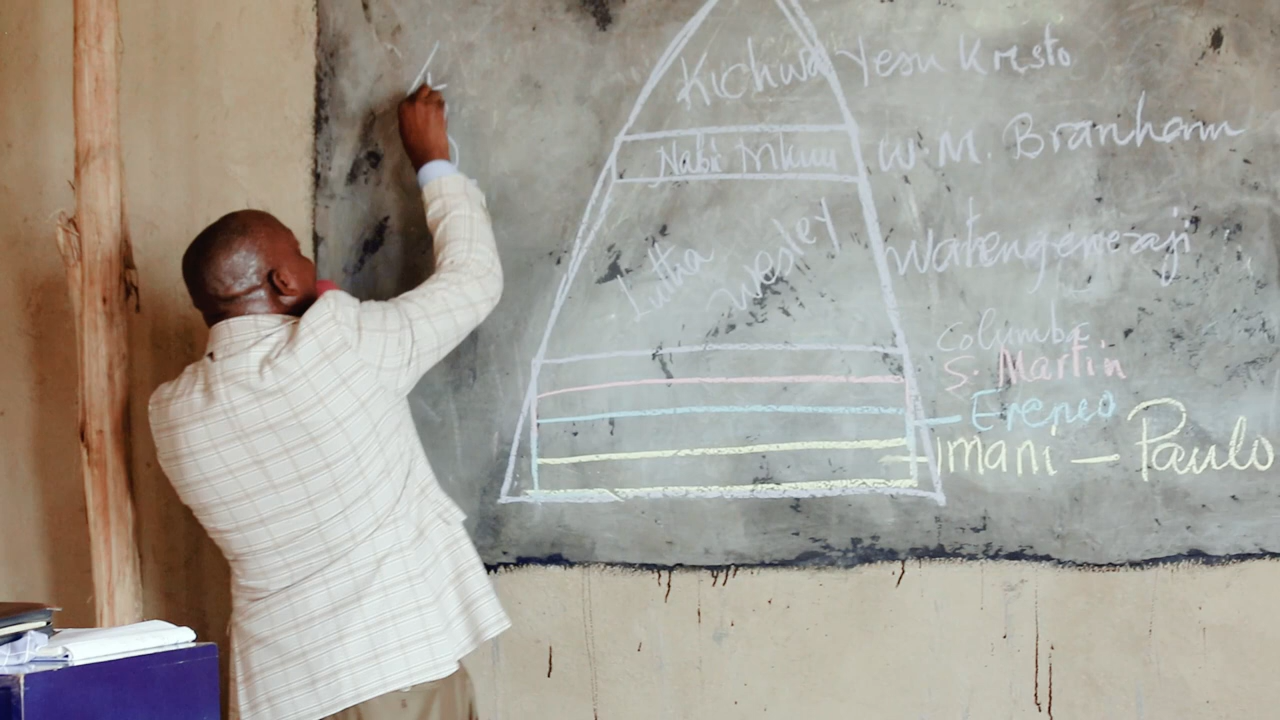 Kichwa Yesu Kristo
Nabii Mkuu W. M. Branham
Lutha
Wesley
Watengenezaji
Columba
S. Martin
Ereneo
Imani - Paulo